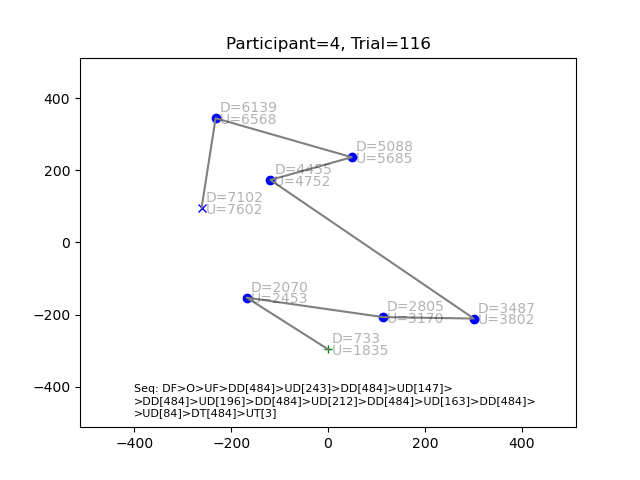 Participant=4, Trial=116
400
200
0
−200
−400
−400
−200
0
200
400
D=6139
U=6568
D=5088
U=5685
D=4455
U=4752
D=7102
U=7602
D=2070
U=2453
D=2805
U=3170
D=3487
U=3802
D=733
U=1835
Seq: DF>O>UF>DD[484]>UD[243]>DD[484]>UD[147]>
>DD[484]>UD[196]>DD[484]>UD[212]>DD[484]>UD[163]>DD[484]>
>UD[84]>DT[484]>UT[3]